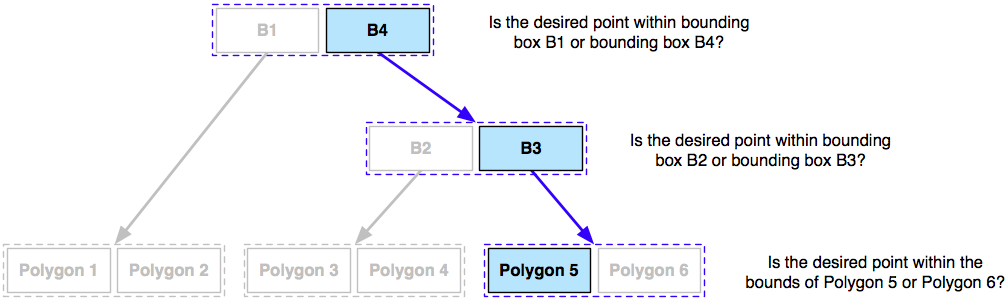 B1 B4
Is the desired point within bounding
box B1 or bounding box B4?
B2 B3
Is the desired point within bounding
box B2 or bounding box B3?
Polygon 1 Polygon 2 Polygon 3 Polygon 4 Polygon 5 Polygon 6
Is the desired point within the
bounds of Polygon 5 or Polygon 6?